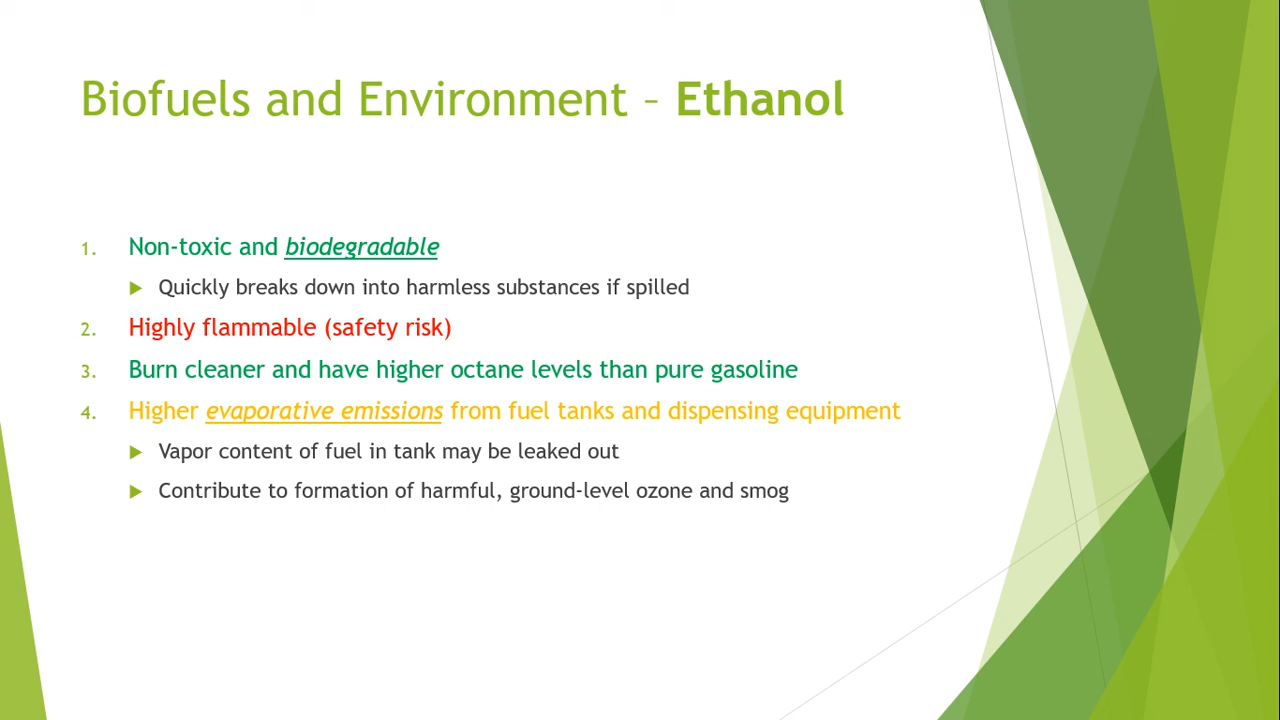 Biofuels and Environment – Ethanol
1. Non-toxic and biodegradable
Quickly breaks down into harmless substances if spilled
2. Highly flammable (safety risk)
3. Burn cleaner and have higher octane levels than pure gasoline
4. Higher evaporative emissions from fuel tanks and dispensing equipment
Vapor content of fuel in tank may be leaked out
Contribute to formation of harmful, ground-level ozone and smog